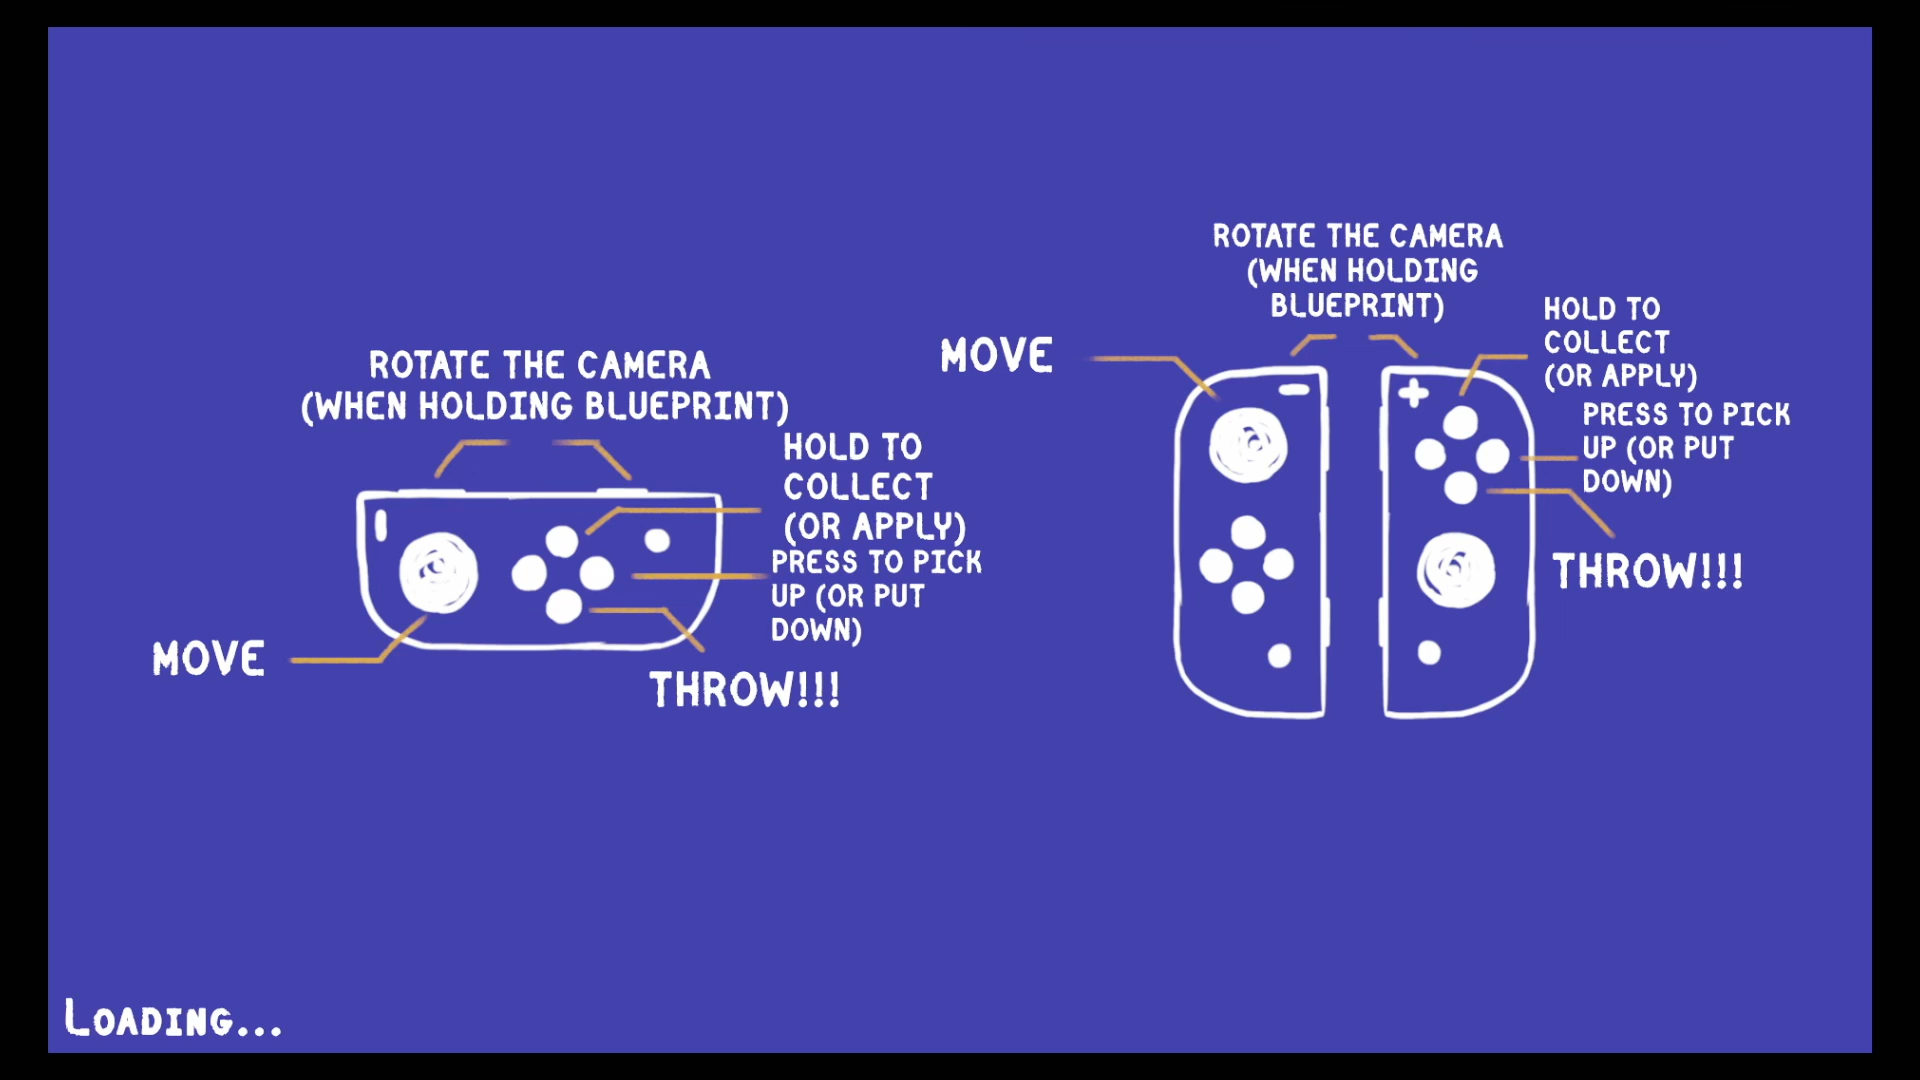 ROTATE THE CAMERA
(WHEN HOLDING BLUEPRINT)
HOLD TO
COLLECT
(OR APPLY)
PRESS TO PICK
UP (OR PUT
DOWN)
MOVE
THROW!!!
ROTATE THE CAMERA
(WHEN HOLDING
BLUEPRINT)
MOVE
HOLD TO
COLLECT
(OR APPLY)
PRESS TO PICK
UP (OR PUT
DOWN)
THROW!!!
LOADING...